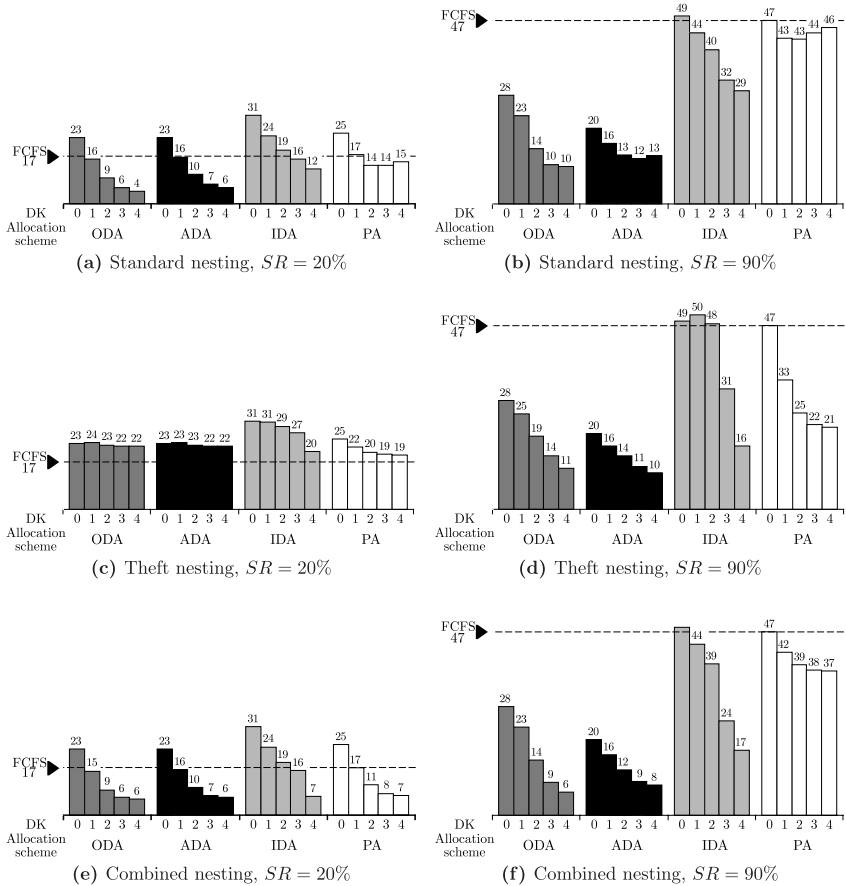 23
16
9
6
4
23
16
10
7
6
31
24
19
16
12
25
17
14
14
15
FCFS
17
DK
0 1 2 3 4 0 1 2 3 4 0 1 2 3 4 0 1 2 3 4
Allocation
scheme
ODA ADA IDA PA
(a) Standard nesting, SR = 20%
28
23
14
10
10
20
16
13
12
13
49
44
40
32
29
47
43
43
44
46
FCFS
47
DK
0 1 2 3 4 0 1 2 3 4 0 1 2 3 4 0 1 2 3 4
Allocation
scheme
ODA ADA IDA PA
(b) Standard nesting, SR = 90%
23
24
23
22
22
23
23
23
22
22
31
31
29
27
20
25
22
20
19
19
FCFS
17
DK
0 1 2 3 4 0 1 2 3 4 0 1 2 3 4 0 1 2 3 4
Allocation
scheme
ODA ADA IDA PA
(c) Theft nesting, SR = 20%
28
25
19
14
11
20
16
14
11
10
49
50
48
31
16
47
33
25
22
21
FCFS
47
DK
0 1 2 3 4 0 1 2 3 4 0 1 2 3 4 0 1 2 3 4
Allocation
scheme
ODA ADA IDA PA
(d) Theft nesting, SR = 90%
23
15
9
6
6
23
16
10
7
6
31
24
19
16
7
25
17
11
8
7
FCFS
17
DK
0 1 2 3 4 0 1 2 3 4 0 1 2 3 4 0 1 2 3 4
Allocation
scheme
ODA ADA IDA PA
(e) Combined nesting, SR = 20%
28
23
14
9
6
20
16
12
9
8
44
39
24
17
47
42
39
38
37
FCFS
47
DK
0 1 2 3 4 0 1 2 3 4 0 1 2 3 4 0 1 2 3 4
Allocation
scheme
ODA ADA IDA PA
(f) Combined nesting, SR = 90%